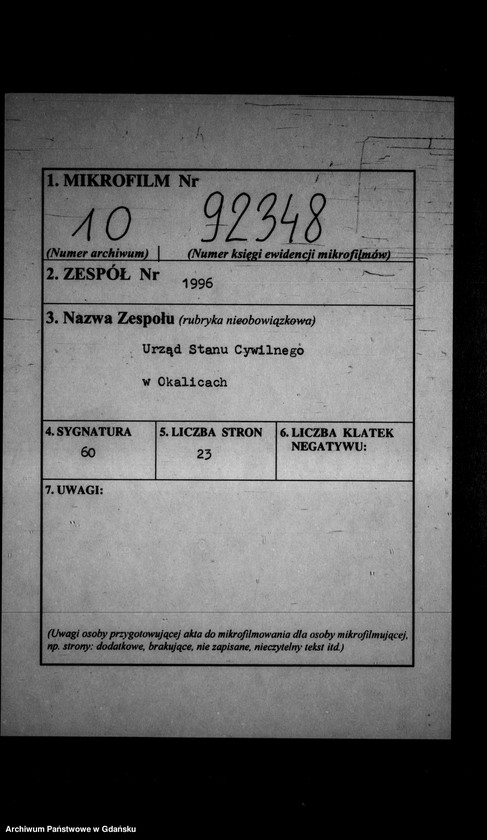 1. MIKROFILM Nr
10 92348
(Numer archiwum) (Numer księgi ewidencji mikrofilmów)
2. ZESPÓŁ Nr 1996
3. Nazwa Zespołu (rubryka nieobowiązkowa)
Urząd Stanu Cywilnego
w Okalicach
4. SYGNATURA
60
5. LICZBA STRON
23
6. LICZBA KLATEK
NEGATYWU:
7. UWAGI:
(Uwagi osoby przygotowującej akta do mikrofilmowania dla osoby mikrofilmującej,
np. strony: dodatkowe, brakujące, nie zapisane, nieczytelny tekst itd.)
Archiwum Państwowe w Gdańsku